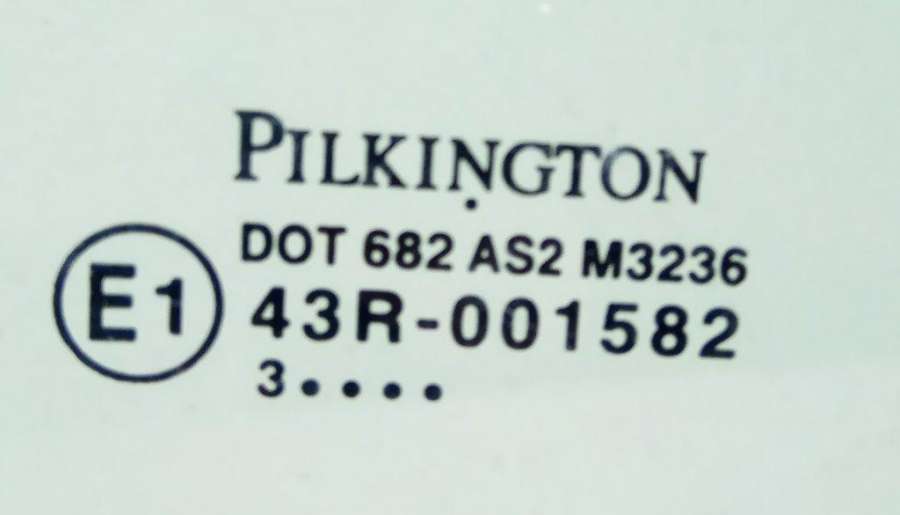 PILKINGTON
DOT 682 AS2 M3236
E1
43R-001582
3••••